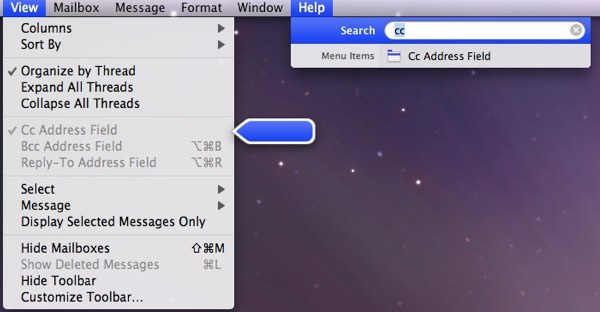 View Mailbox Message Format Window Help
Columns
Sort By
✓ Organize by Thread
Expand All Threads
Collapse All Threads
✓ Cc Address Field
Bcc Address Field ⌥⌘B
Reply-To Address Field ⌥⌘R
Select
Message
Display Selected Messages Only
Hide Mailboxes ⇧⌘M
Show Deleted Messages ⌘L
Hide Toolbar
Customize Toolbar...
Search cc
Menu Items Cc Address Field